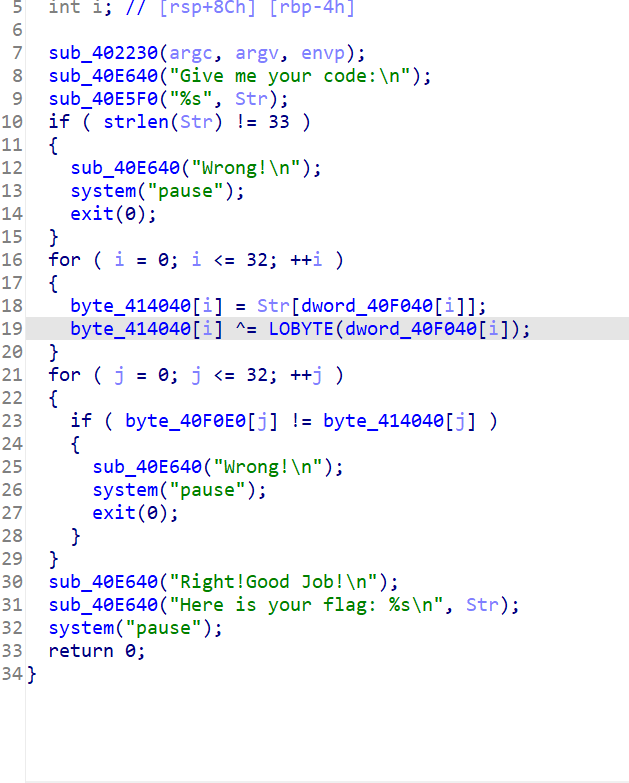 5 int i; // [rsp+8Ch] [rbp-4h]
6
7 sub_402230(argc, argv, envp);
8 sub_40E640("Give me your code:\n");
9 sub_40E5F0("%s", Str);
10 if ( strlen(Str) != 33 )
11 {
12 sub_40E640("Wrong!\n");
13 system("pause");
14 exit(0);
15 }
16 for ( i = 0; i <= 32; ++i )
17 {
18 byte_414040[i] = Str[dword_40F040[i]];
19 byte_414040[i] ^= LOBYTE(dword_40F040[i]);
20 }
21 for ( j = 0; j <= 32; ++j )
22 {
23 if ( byte_40F0E0[j] != byte_414040[j] )
24 {
25 sub_40E640("Wrong!\n");
26 system("pause");
27 exit(0);
28 }
29 }
30 sub_40E640("Right!Good Job!\n");
31 sub_40E640("Here is your flag: %s\n", Str);
32 system("pause");
33 return 0;
34 }